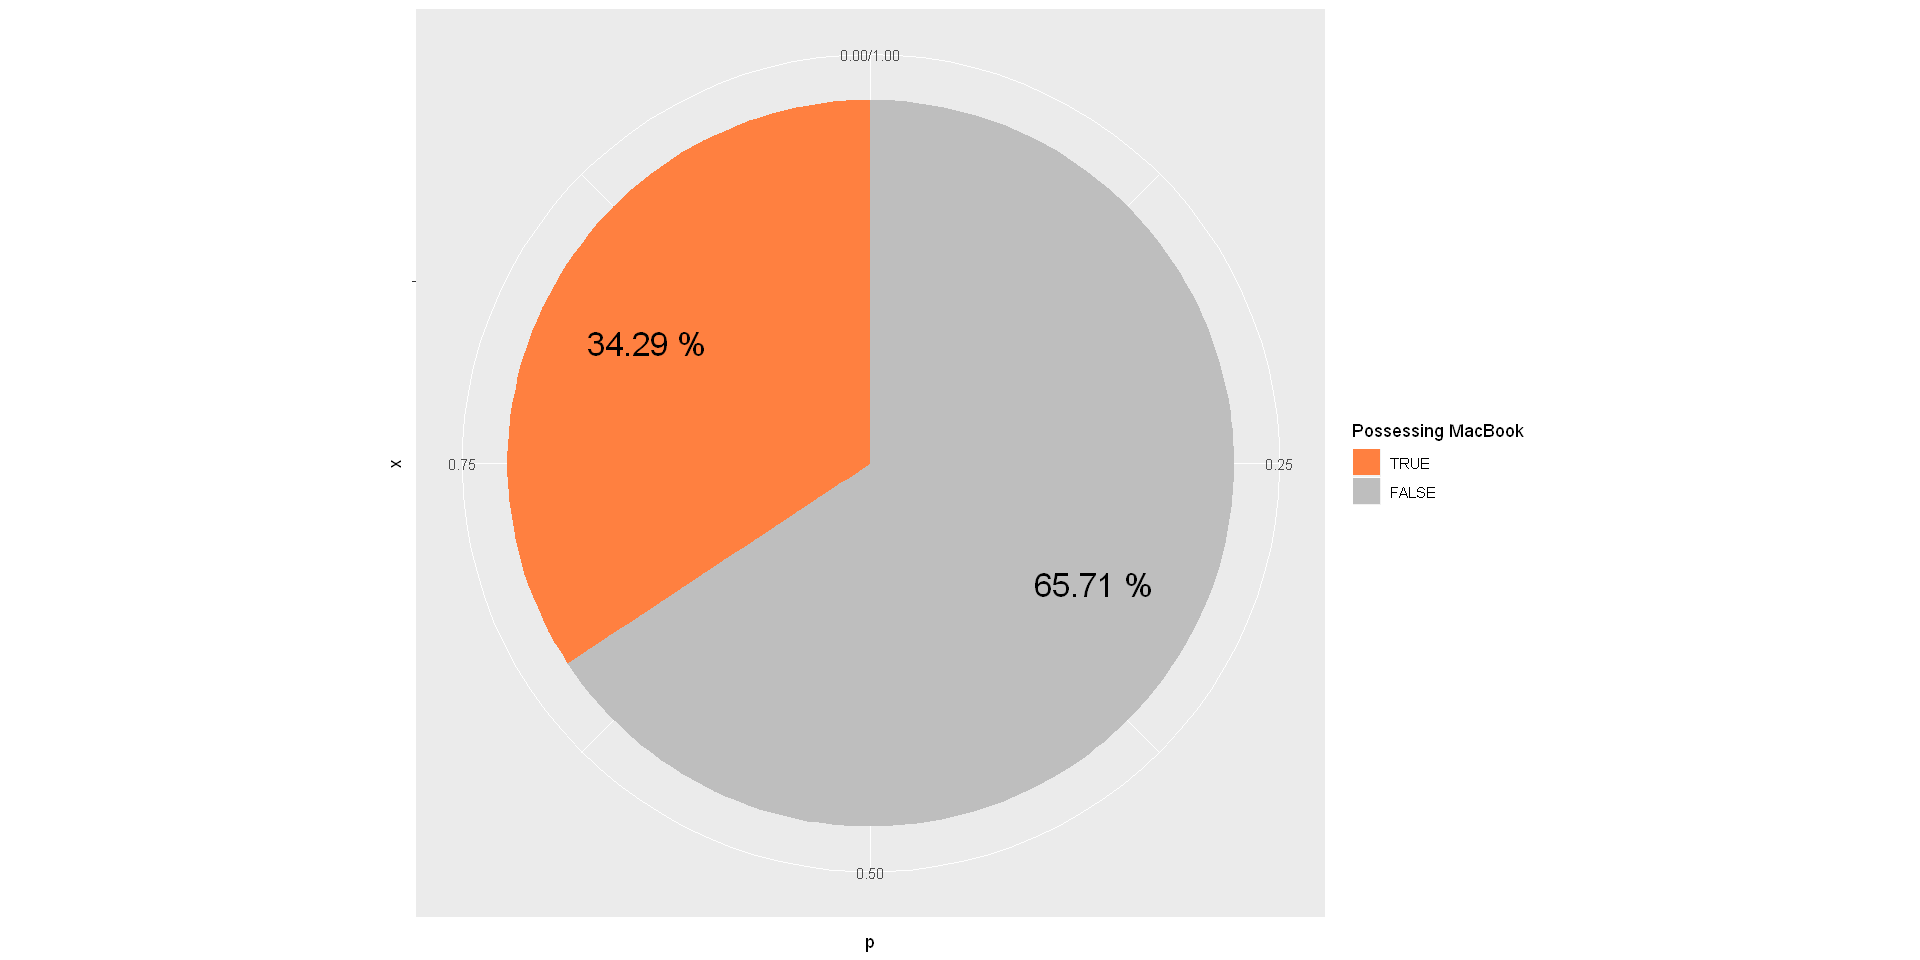 0.00/1.00
34.29 %
Possessing MacBook
TRUE
FALSE
x
0.75
0.25
65.71 %
0.50
p